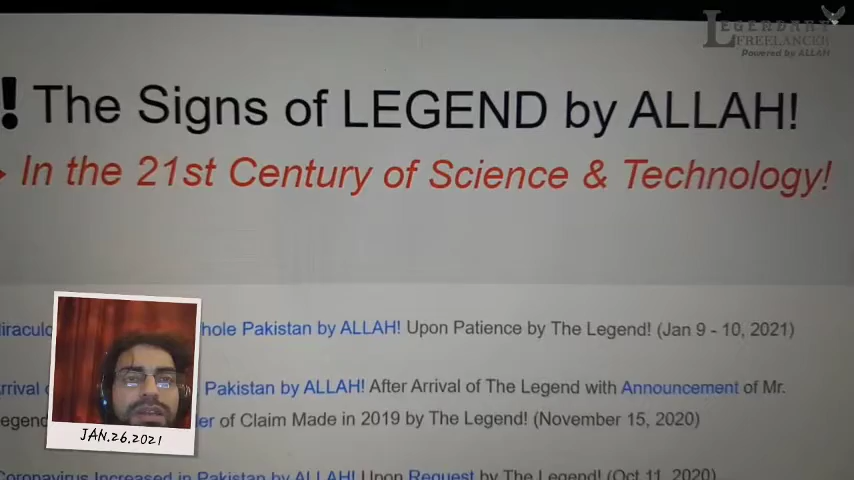 LEGENDARY
FREELANCER
Powered by ALLAH
! The Signs of LEGEND by ALLAH!
In the 21st Century of Science & Technology!
hole Pakistan by ALLAH! Upon Patience by The Legend! (Jan 9 - 10, 2021)
Pakistan by ALLAH! After Arrival of The Legend with Announcement of Mr.
er of Claim Made in 2019 by The Legend! (November 15, 2020)
Coronavirus Increased in Pakistan by ALLAH! Upon Request by The Legend! (Oct 11, 2020)
JAN.26.2021